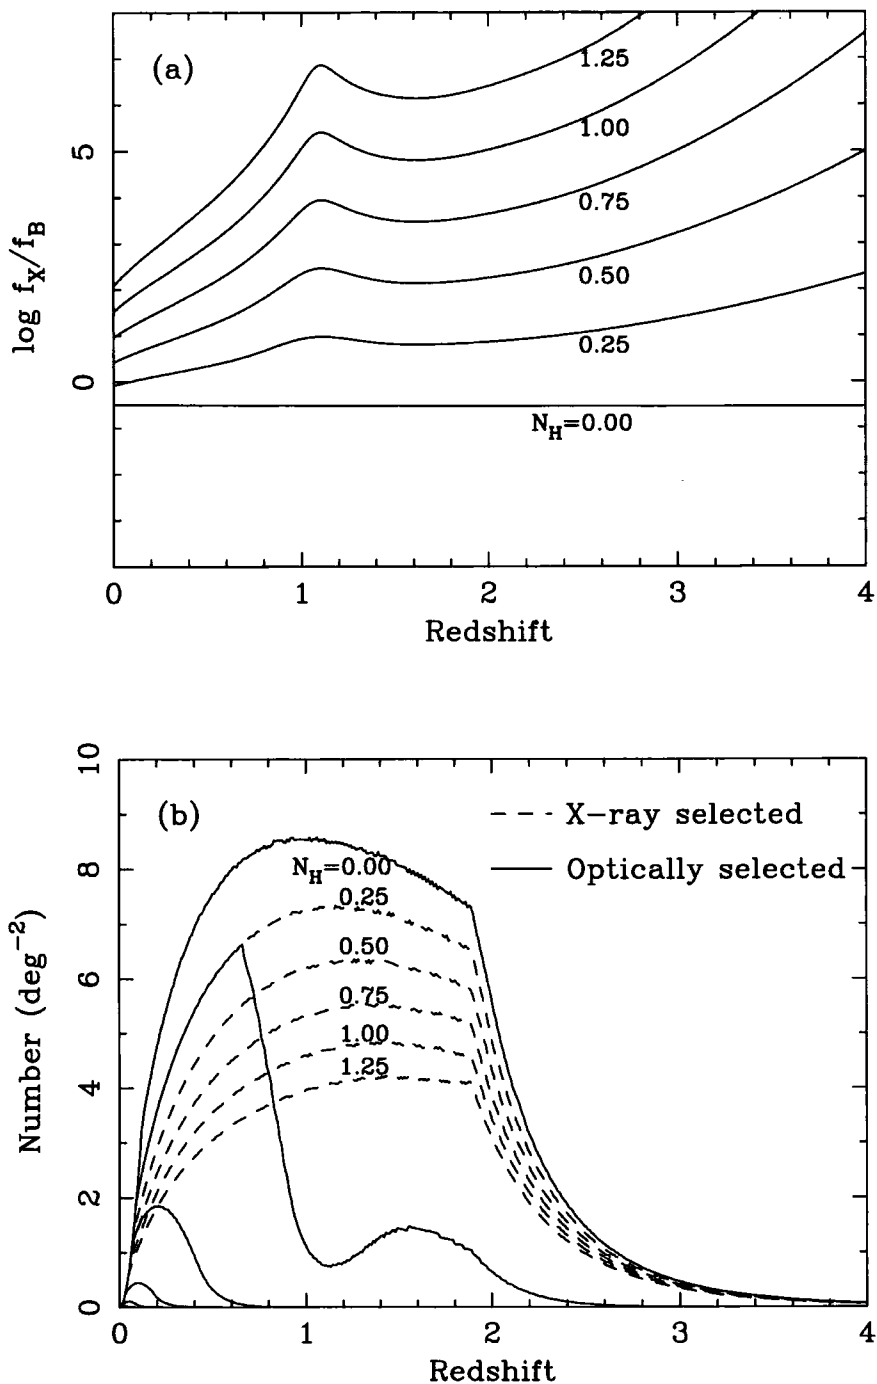 (a)
1.25
1.00
0.75
0.50
0.25
N_H=0.00
5
0
log f_X/f_B
0 1 2 3 4
Redshift
(b)
X-ray selected
Optically selected
N_H=0.00
0.25
0.50
0.75
1.00
1.25
10
8
6
4
2
0
Number (deg^-2)
0 1 2 3 4
Redshift